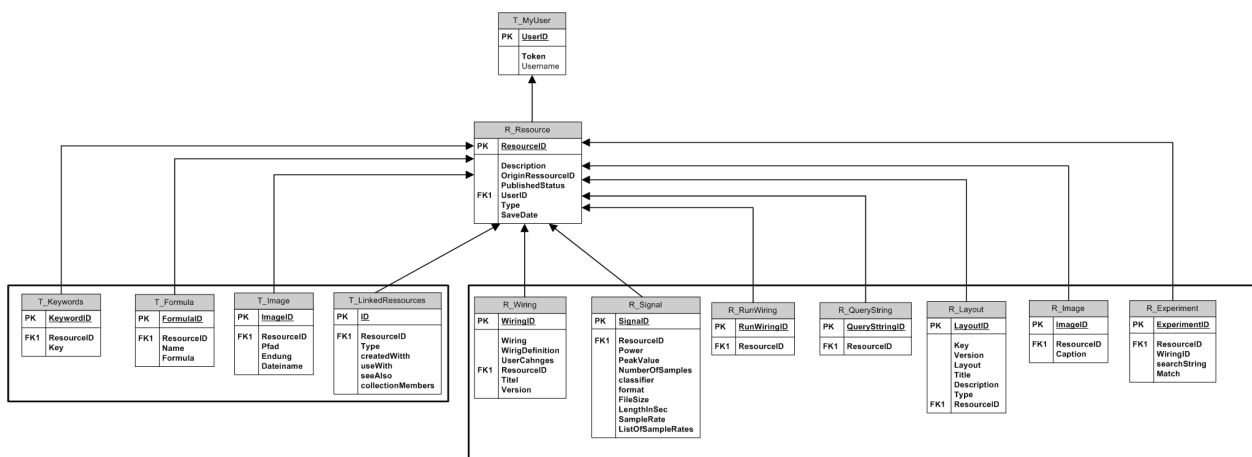 T_MyUser
PK UserID
Token
Username
R_Resource
PK ResourceID
Description
OriginRessourceID
PublishedStatus
FK1 UserID
Type
SaveDate
T_Keywords
PK KeywordID
FK1 ResourceID
Key
T_Formula
PK FormulaID
FK1 ResourceID
Name
Formula
T_Image
PK ImageID
FK1 ResourceID
Pfad
Endung
Dateiname
T_LinkedRessources
PK ID
FK1 ResourceID
Type
createdWitth
useWith
seeAlso
collectionMembers
R_Wiring
PK WiringID
Wiring
WirigDefinition
UserCahnges
FK1 ResourceID
Titel
Version
R_Signal
PK SignalID
FK1 ResourceID
Power
PeakValue
NumberOfSamples
classifier
format
FileSize
LengthInSec
SampleRate
ListOfSampleRates
R_RunWiring
PK RunWiringID
FK1 ResourceID
R_QueryString
PK QuerySttringID
FK1 ResourceID
R_Layout
PK LayoutID
Key
Version
Layout
Title
Description
Type
FK1 ResourceID
R_Image
PK ImageID
FK1 ResourceID
Caption
R_Experiment
PK ExperimentID
FK1 ResourceID
WiringID
searchString
Match